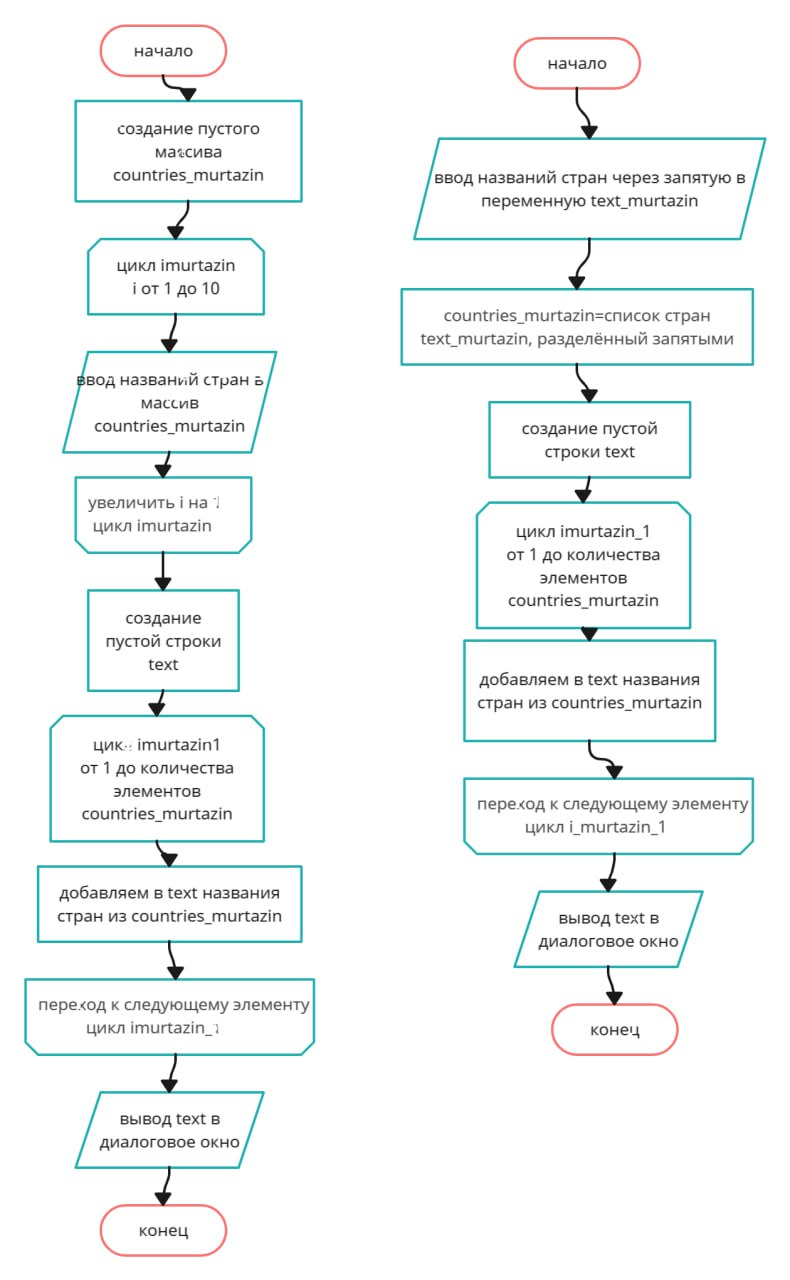 начало
создание пустого
массива
countries_murtazin
цикл imurtazin
i от 1 до 10
ввод названий стран в
массив
countries_murtazin
увеличить i на 1
цикл imurtazin
создание
пустой строки
text
цикл imurtazin1
от 1 до количества
элементов
countries_murtazin
добавляем в text названия
стран из countries_murtazin
переход к следующему элементу
цикл imurtazin_1
вывод text в
диалоговое окно
конец
начало
ввод названий стран через запятую в
переменную text_murtazin
countries_murtazin=список стран
text_murtazin, разделённый запятыми
создание пустой
строки text
цикл imurtazin_1
от 1 до количества
элементов
countries_murtazin
добавляем в text названия
стран из countries_murtazin
переход к следующему элементу
цикл i_murtazin_1
вывод text в
диалоговое окно
конец